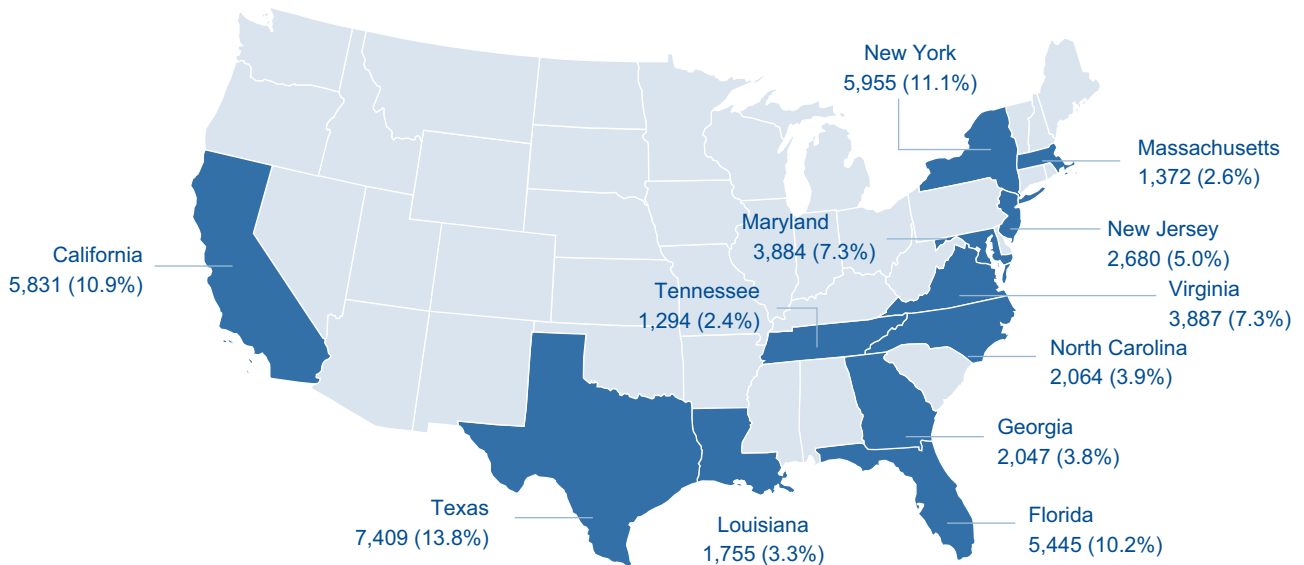 New York
5,955 (11.1%)
Massachusetts
1,372 (2.6%)
Maryland
3,884 (7.3%)
New Jersey
2,680 (5.0%)
California
5,831 (10.9%)
Tennessee
1,294 (2.4%)
Virginia
3,887 (7.3%)
North Carolina
2,064 (3.9%)
Georgia
2,047 (3.8%)
Texas
7,409 (13.8%)
Louisiana
1,755 (3.3%)
Florida
5,445 (10.2%)